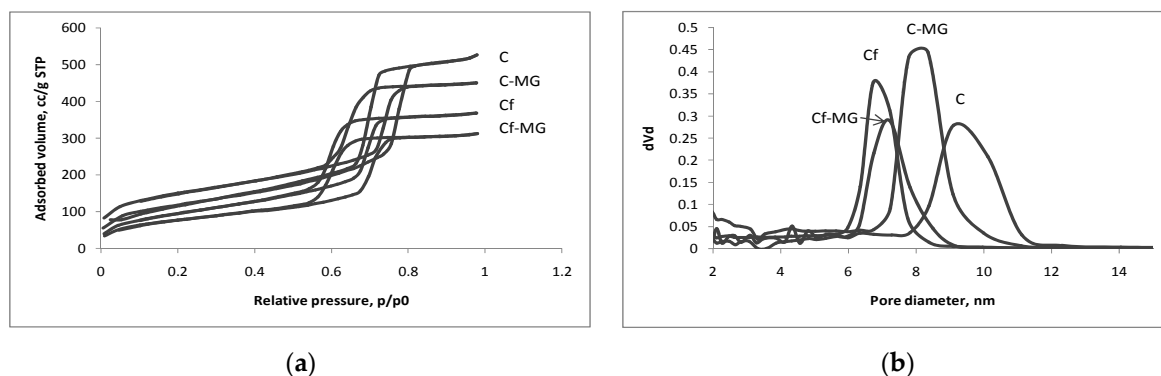 600
500
400
300
200
100
0
0 0.2 0.4 0.6 0.8 1 1.2
Adsorbed volume, cc/g STP
Relative pressure, p/p0
C
C-MG
Cf
Cf-MG
(a)
0.5
0.45
0.4
0.35
0.3
0.25
0.2
0.15
0.1
0.05
0
2 4 6 8 10 12 14
dVd
Pore diameter, nm
C-MG
Cf
C
Cf-MG
(b)